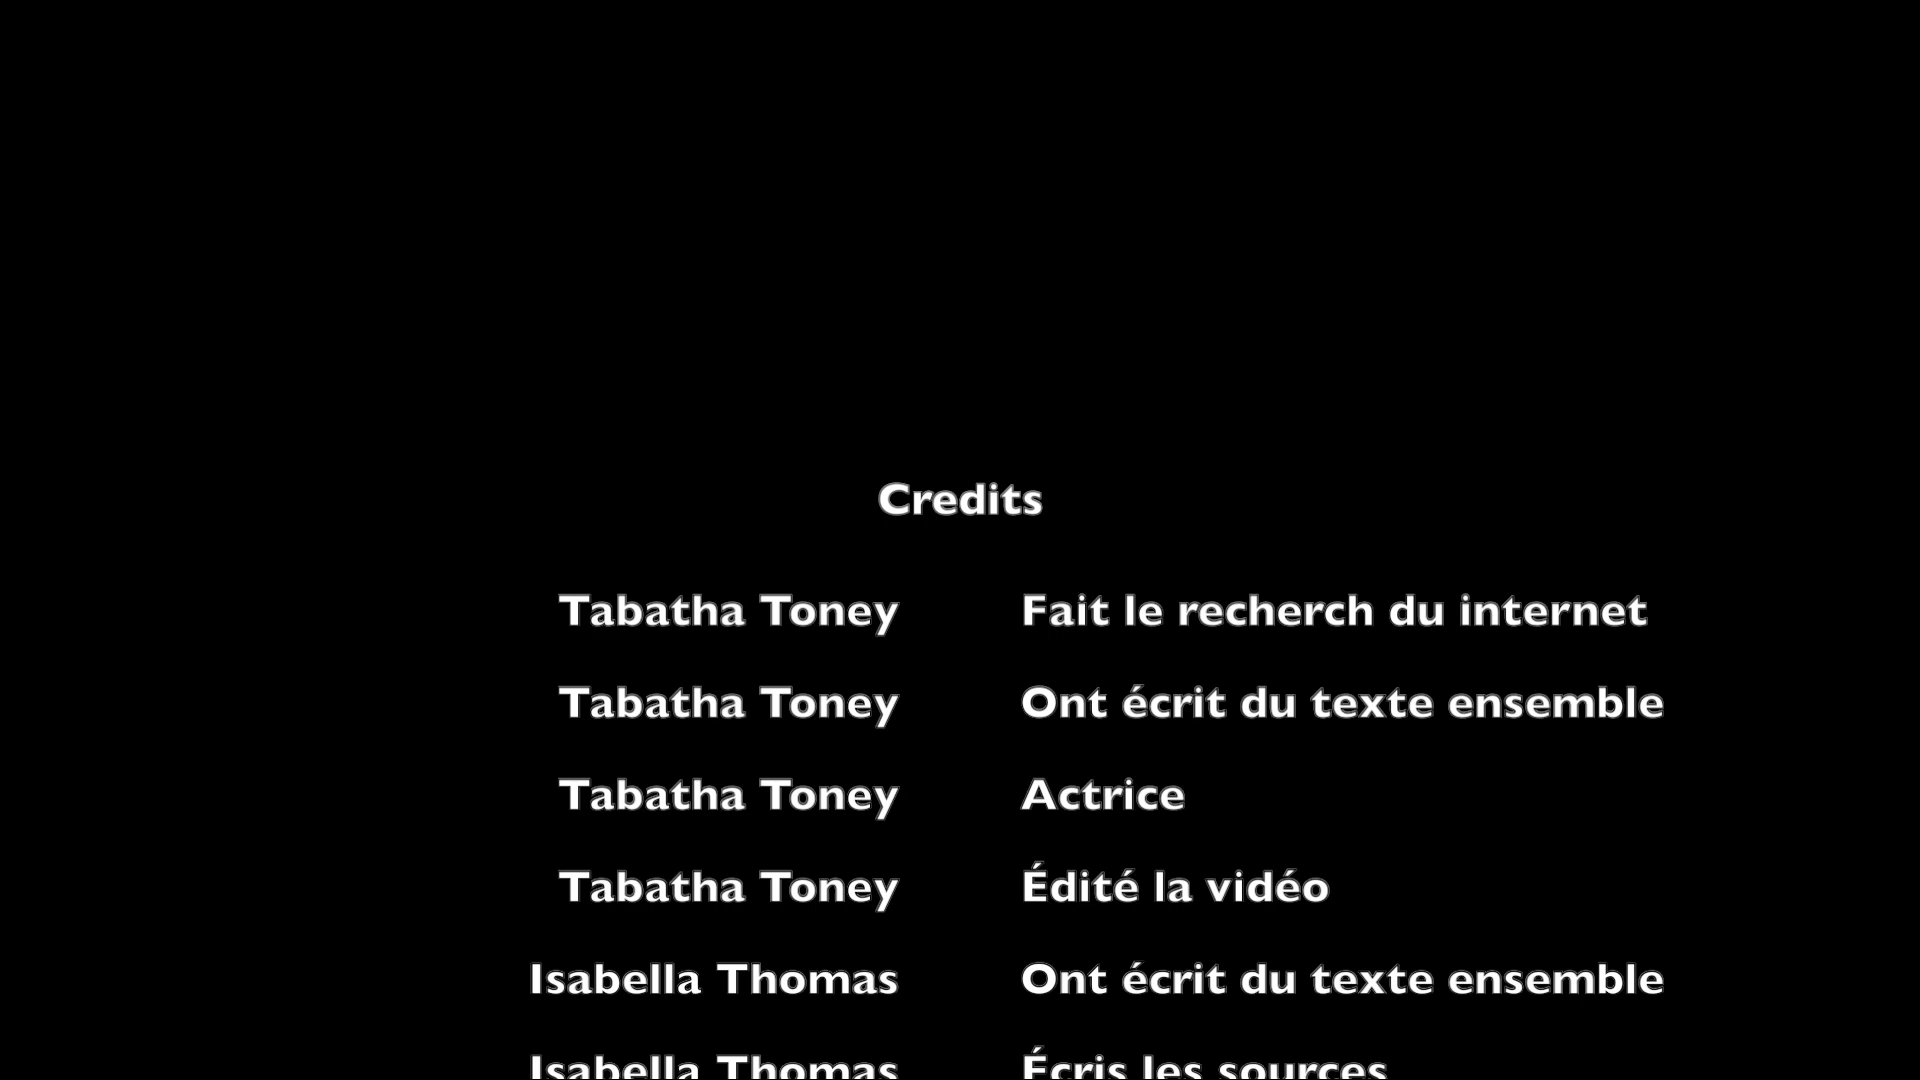 Credits
Tabatha Toney Fait le recherch du internet
Tabatha Toney Ont écrit du texte ensemble
Tabatha Toney Actrice
Tabatha Toney Édité la vidéo
Isabella Thomas Ont écrit du texte ensemble
Isabella Thomas Écris les sources